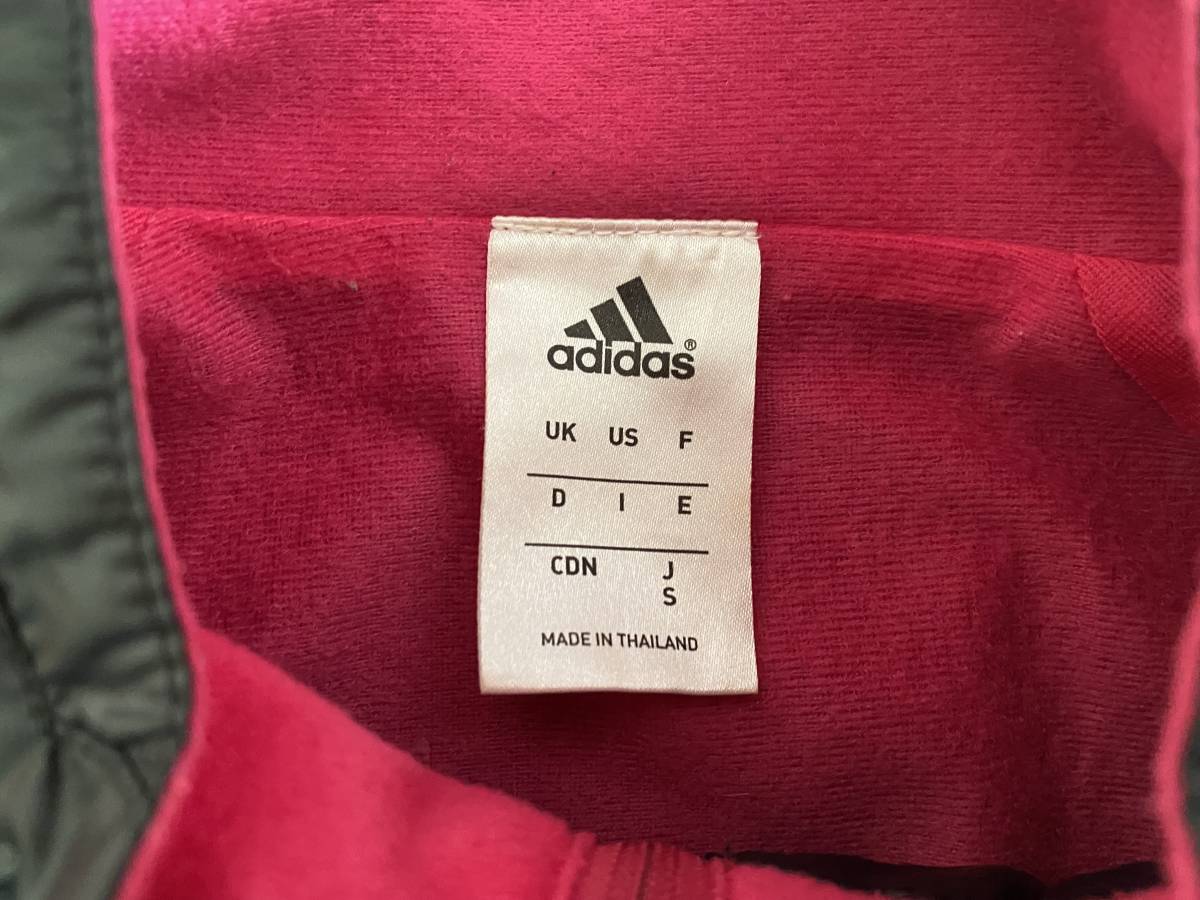 adidas®
UK US F
D I E
CDN J
S
MADE IN THAILAND